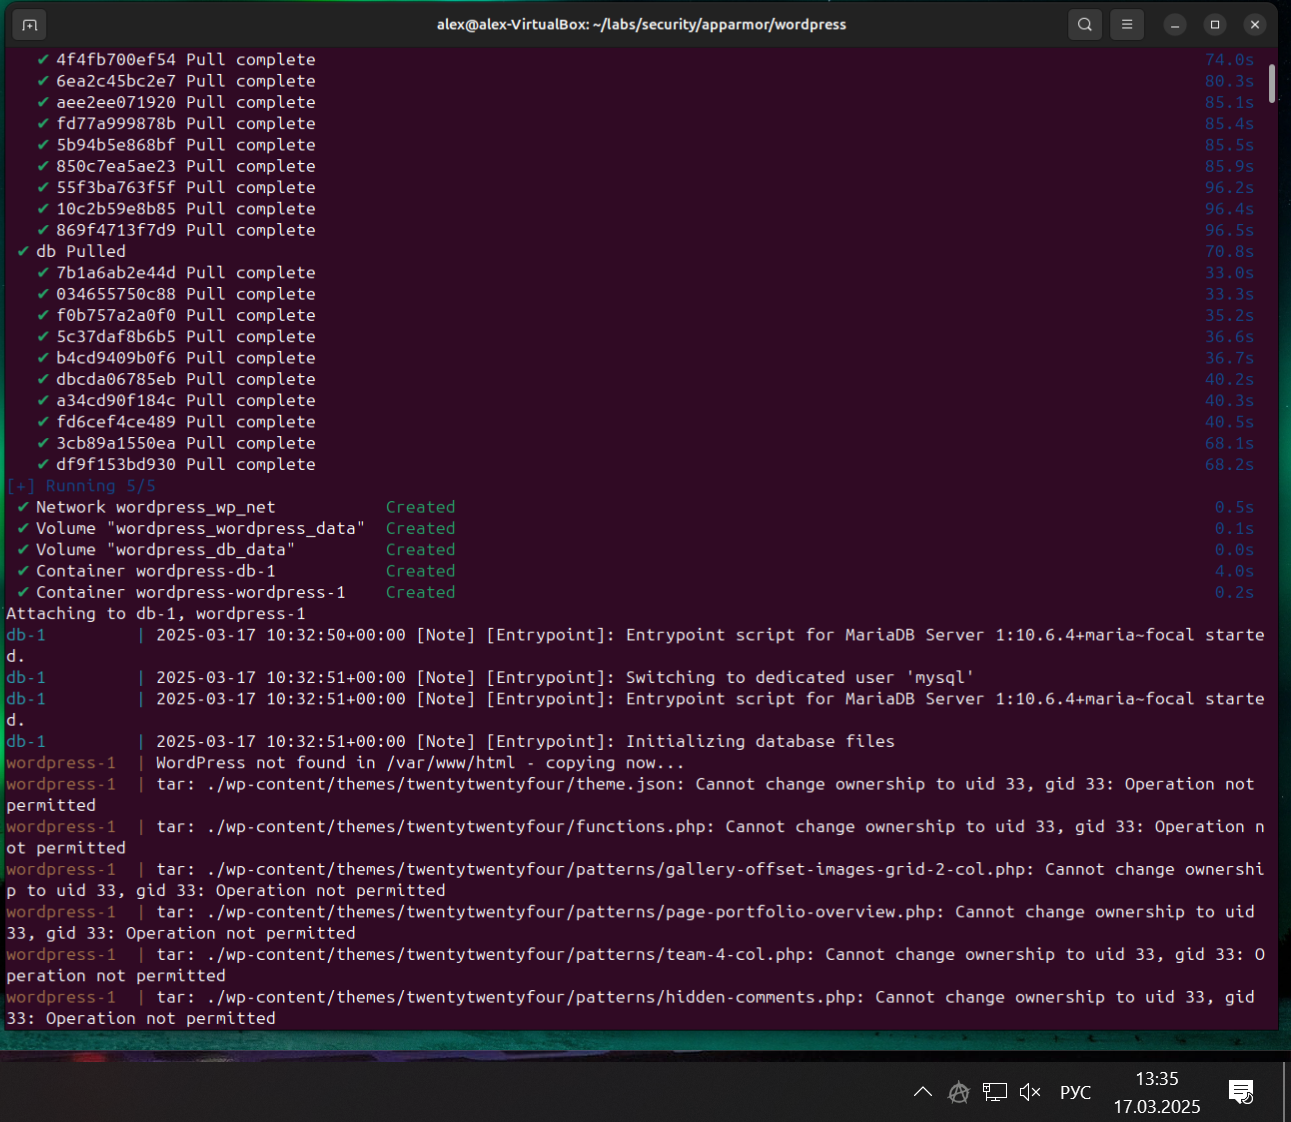 alex@alex-VirtualBox: ~/labs/security/apparmor/wordpress
✔ 4f4fb700ef54 Pull complete 74.0s
✔ 6ea2c45bc2e7 Pull complete 80.3s
✔ aee2ee071920 Pull complete 85.1s
✔ fd77a999878b Pull complete 85.4s
✔ 5b94b5e868bf Pull complete 85.5s
✔ 850c7ea5ae23 Pull complete 85.9s
✔ 55f3ba763f5f Pull complete 96.2s
✔ 10c2b59e8b85 Pull complete 96.4s
✔ 869f4713f7d9 Pull complete 96.5s
✔ db Pulled 70.8s
✔ 7b1a6ab2e44d Pull complete 33.0s
✔ 034655750c88 Pull complete 33.3s
✔ f0b757a2a0f0 Pull complete 35.2s
✔ 5c37daf8b6b5 Pull complete 36.6s
✔ b4cd9409b0f6 Pull complete 36.7s
✔ dbcda06785eb Pull complete 40.2s
✔ a34cd90f184c Pull complete 40.3s
✔ fd6cef4ce489 Pull complete 40.5s
✔ 3cb89a1550ea Pull complete 68.1s
✔ df9f153bd930 Pull complete 68.2s
[+] Running 5/5
✔ Network wordpress_wp_net Created 0.5s
✔ Volume "wordpress_wordpress_data" Created 0.1s
✔ Volume "wordpress_db_data" Created 0.0s
✔ Container wordpress-db-1 Created 4.0s
✔ Container wordpress-wordpress-1 Created 0.2s
Attaching to db-1, wordpress-1
db-1 | 2025-03-17 10:32:50+00:00 [Note] [Entrypoint]: Entrypoint script for MariaDB Server 1:10.6.4+maria~focal starte
d.
db-1 | 2025-03-17 10:32:51+00:00 [Note] [Entrypoint]: Switching to dedicated user 'mysql'
db-1 | 2025-03-17 10:32:51+00:00 [Note] [Entrypoint]: Entrypoint script for MariaDB Server 1:10.6.4+maria~focal starte
d.
db-1 | 2025-03-17 10:32:51+00:00 [Note] [Entrypoint]: Initializing database files
wordpress-1 | WordPress not found in /var/www/html - copying now...
wordpress-1 | tar: ./wp-content/themes/twentytwentyfour/theme.json: Cannot change ownership to uid 33, gid 33: Operation not
permitted
wordpress-1 | tar: ./wp-content/themes/twentytwentyfour/functions.php: Cannot change ownership to uid 33, gid 33: Operation n
ot permitted
wordpress-1 | tar: ./wp-content/themes/twentytwentyfour/patterns/gallery-offset-images-grid-2-col.php: Cannot change ownershi
p to uid 33, gid 33: Operation not permitted
wordpress-1 | tar: ./wp-content/themes/twentytwentyfour/patterns/page-portfolio-overview.php: Cannot change ownership to uid
33, gid 33: Operation not permitted
wordpress-1 | tar: ./wp-content/themes/twentytwentyfour/patterns/team-4-col.php: Cannot change ownership to uid 33, gid 33: O
peration not permitted
wordpress-1 | tar: ./wp-content/themes/twentytwentyfour/patterns/hidden-comments.php: Cannot change ownership to uid 33, gid
33: Operation not permitted
РУС
13:35
17.03.2025